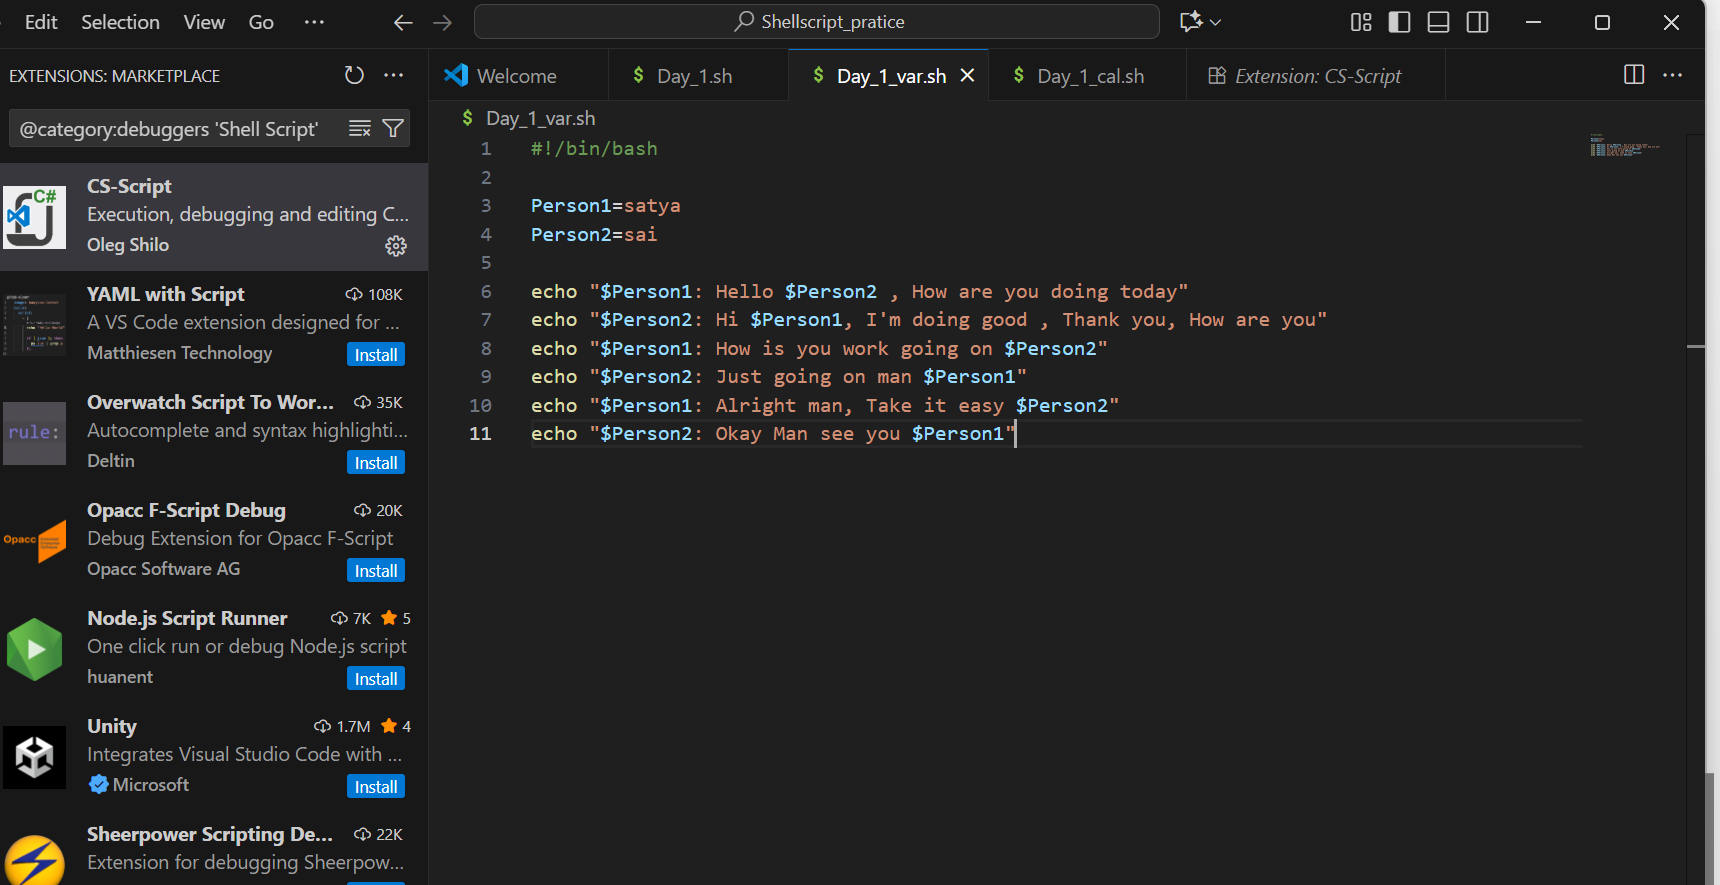 Edit Selection View Go ···
Shellscript_pratice
EXTENSIONS: MARKETPLACE
@category:debuggers 'Shell Script'
CS-Script
Execution, debugging and editing C...
Oleg Shilo
YAML with Script 108K
A VS Code extension designed for ...
Matthiesen Technology Install
Overwatch Script To Wor... 35K
Autocomplete and syntax highlighti...
Deltin Install
rule:
Opacc F-Script Debug 20K
Debug Extension for Opacc F-Script
Opacc Software AG Install
Opacc
Node.js Script Runner 7K 5
One click run or debug Node.js script
huanent Install
Unity 1.7M 4
Integrates Visual Studio Code with ...
Microsoft Install
Sheerpower Scripting De... 22K
Extension for debugging Sheerpow...
C#
Welcome $ Day_1.sh $ Day_1_var.sh $ Day_1_cal.sh Extension: CS-Script
$ Day_1_var.sh
1 #!/bin/bash
2
3 Person1=satya
4 Person2=sai
5
6 echo "$Person1: Hello $Person2 , How are you doing today"
7 echo "$Person2: Hi $Person1, I'm doing good , Thank you, How are you"
8 echo "$Person1: How is you work going on $Person2"
9 echo "$Person2: Just going on man $Person1"
10 echo "$Person1: Alright man, Take it easy $Person2"
11 echo "$Person2: Okay Man see you $Person1"